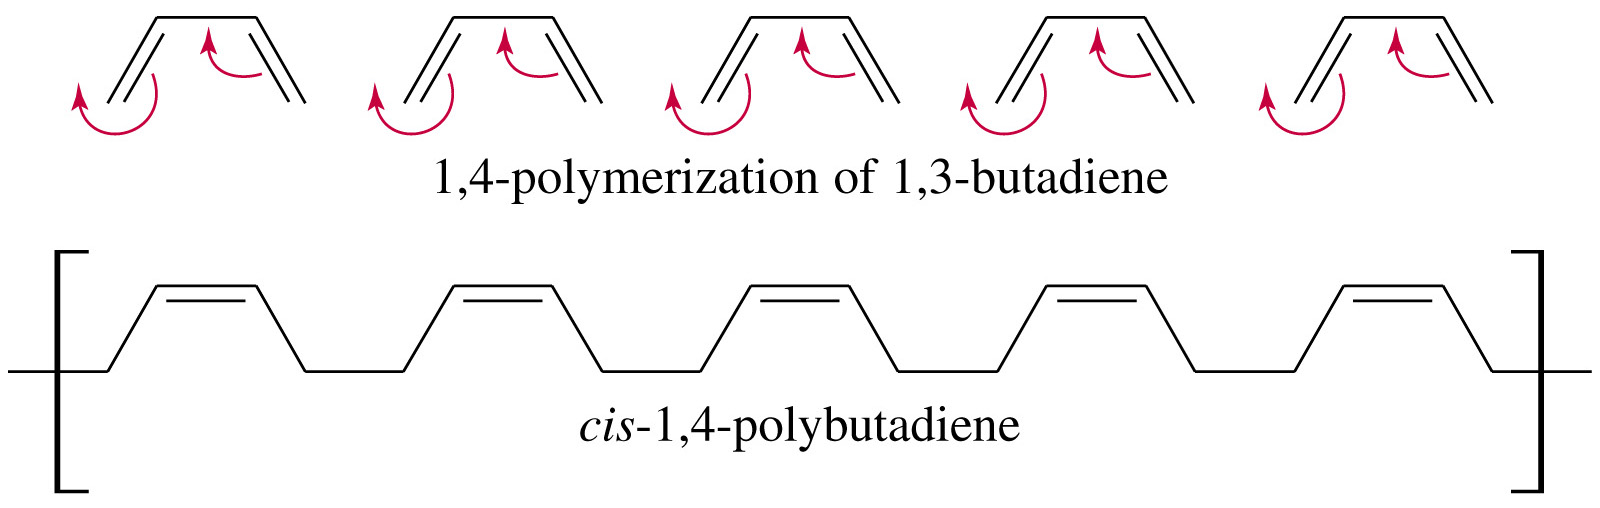 1,4-polymerization of 1,3-butadiene
cis-1,4-polybutadiene